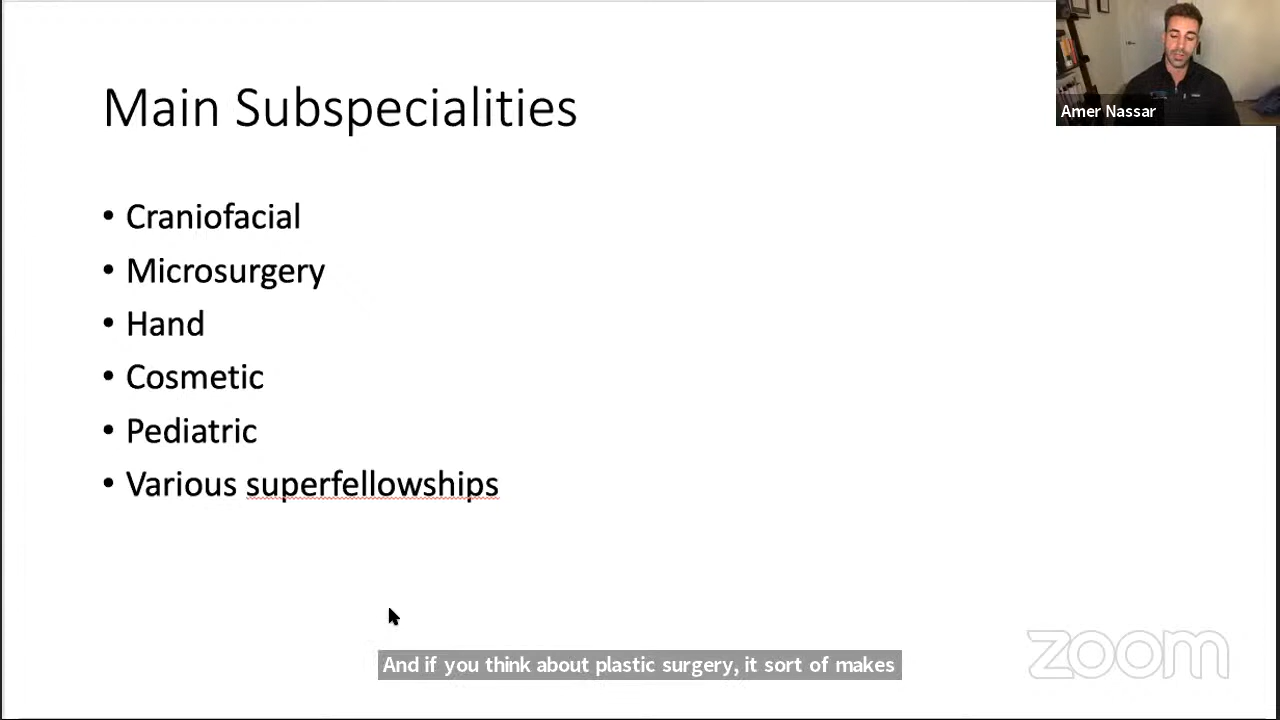 Main Subspecialities
Amer Nassar
• Craniofacial
• Microsurgery
• Hand
• Cosmetic
• Pediatric
• Various superfellowships
And if you think about plastic surgery, it sort of makes
zoom